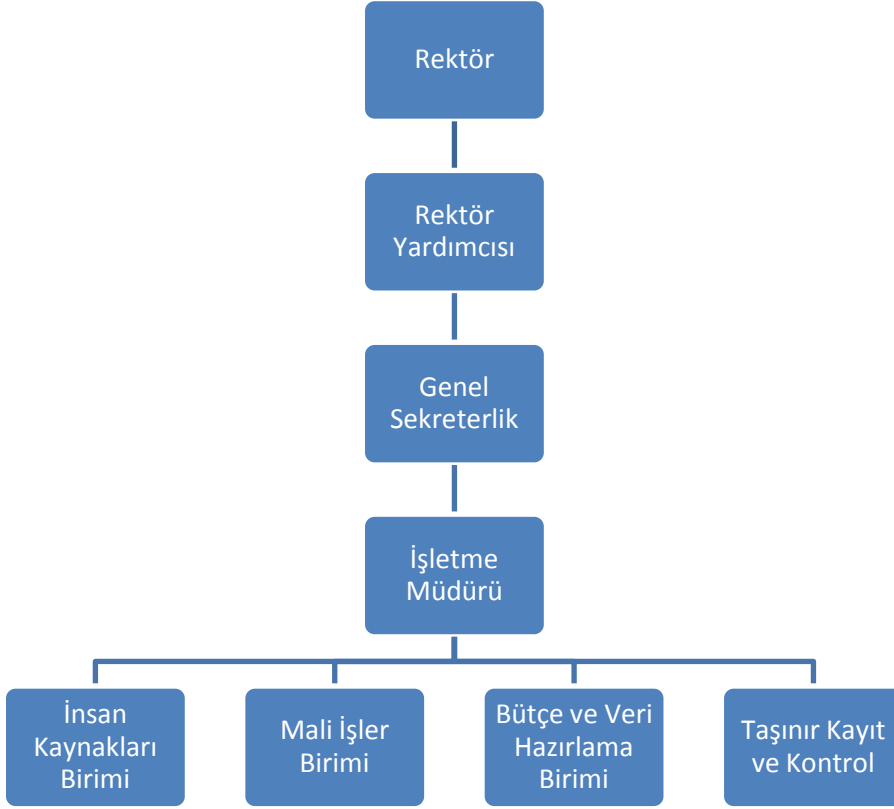 Rektör
Rektör
Yardımcısı
Genel
Sekreterlik
İşletme
Müdürü
İnsan
Kaynakları
Birimi
Mali İşler
Birimi
Bütçe ve Veri
Hazırlama
Birimi
Taşınır Kayıt
ve Kontrol